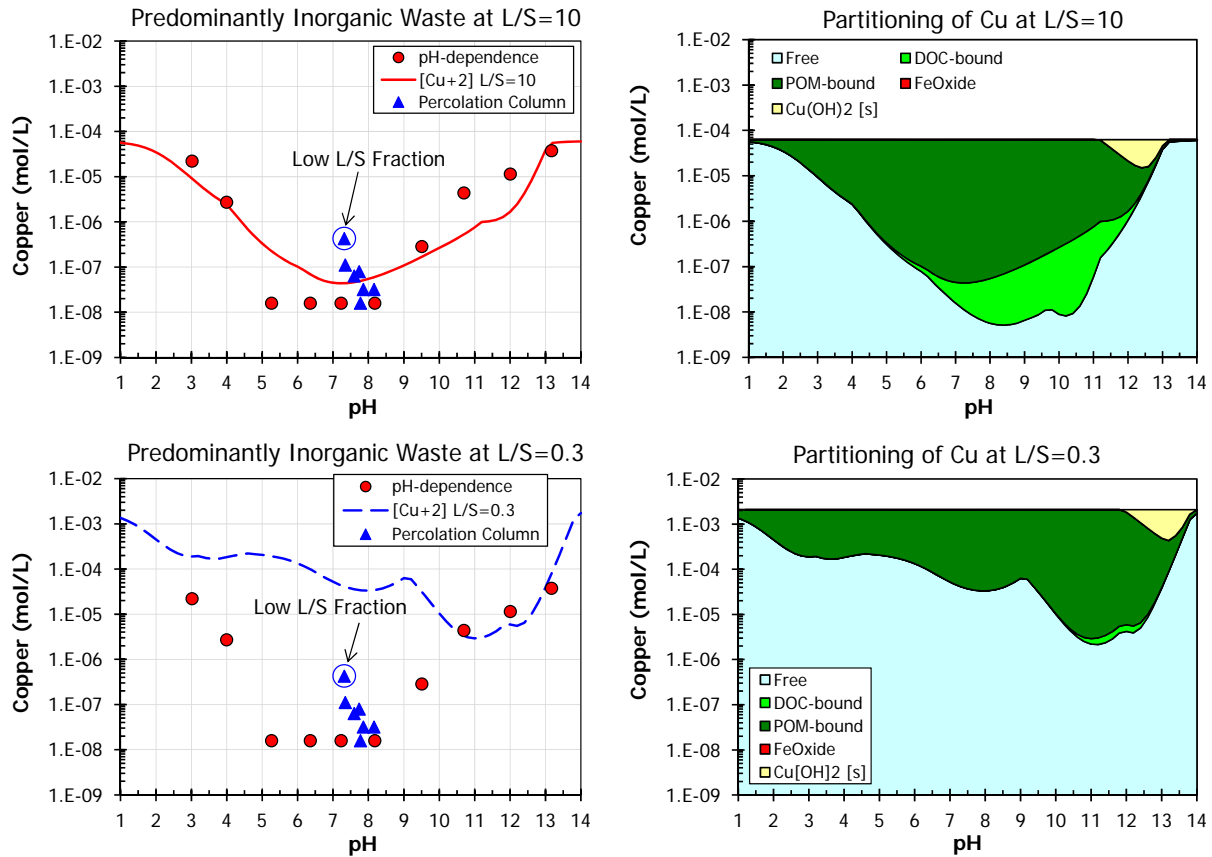 Predominantly Inorganic Waste at L/S=10
Copper (mol/L)
1.E-02
1.E-03
1.E-04
1.E-05
1.E-06
1.E-07
1.E-08
1.E-09
pH-dependence
[Cu+2] L/S=10
Percolation Column
Low L/S Fraction
1 2 3 4 5 6 7 8 9 10 11 12 13 14
pH
Partitioning of Cu at L/S=10
Copper (mol/L)
1.E-02
1.E-03
1.E-04
1.E-05
1.E-06
1.E-07
1.E-08
1.E-09
Free DOC-bound
POM-bound FeOxide
Cu(OH)2 [s]
1 2 3 4 5 6 7 8 9 10 11 12 13 14
pH
Predominantly Inorganic Waste at L/S=0.3
Copper (mol/L)
1.E-02
1.E-03
1.E-04
1.E-05
1.E-06
1.E-07
1.E-08
1.E-09
pH-dependence
[Cu+2] L/S=0.3
Percolation Column
Low L/S Fraction
1 2 3 4 5 6 7 8 9 10 11 12 13 14
pH
Partitioning of Cu at L/S=0.3
Copper (mol/L)
1.E-02
1.E-03
1.E-04
1.E-05
1.E-06
1.E-07
1.E-08
1.E-09
Free
DOC-bound
POM-bound
FeOxide
Cu[OH]2 [s]
1 2 3 4 5 6 7 8 9 10 11 12 13 14
pH